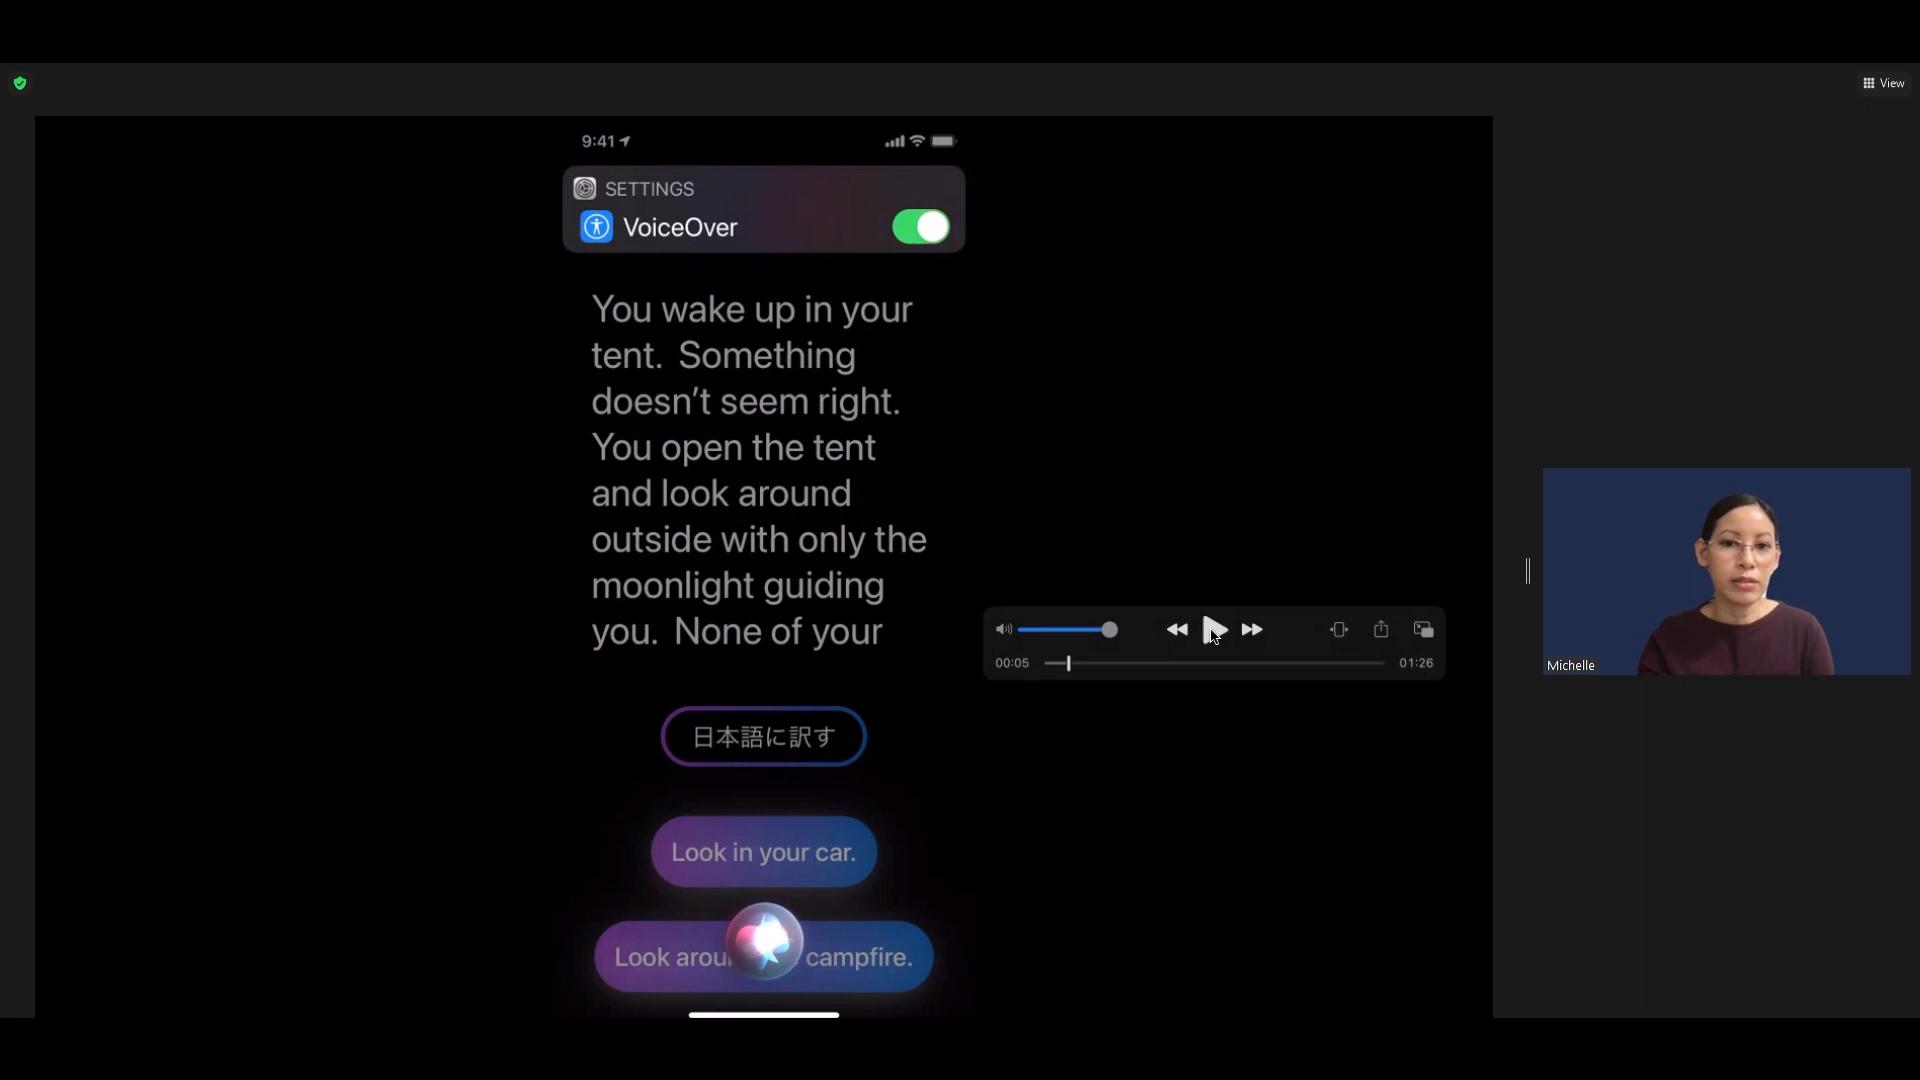 View
9:41
SETTINGS
VoiceOver
You wake up in your
tent. Something
doesn’t seem right.
You open the tent
and look around
outside with only the
moonlight guiding
you. None of your
00:05
01:26
Michelle
日本語に訳す
Look in your car.
Look campfire.